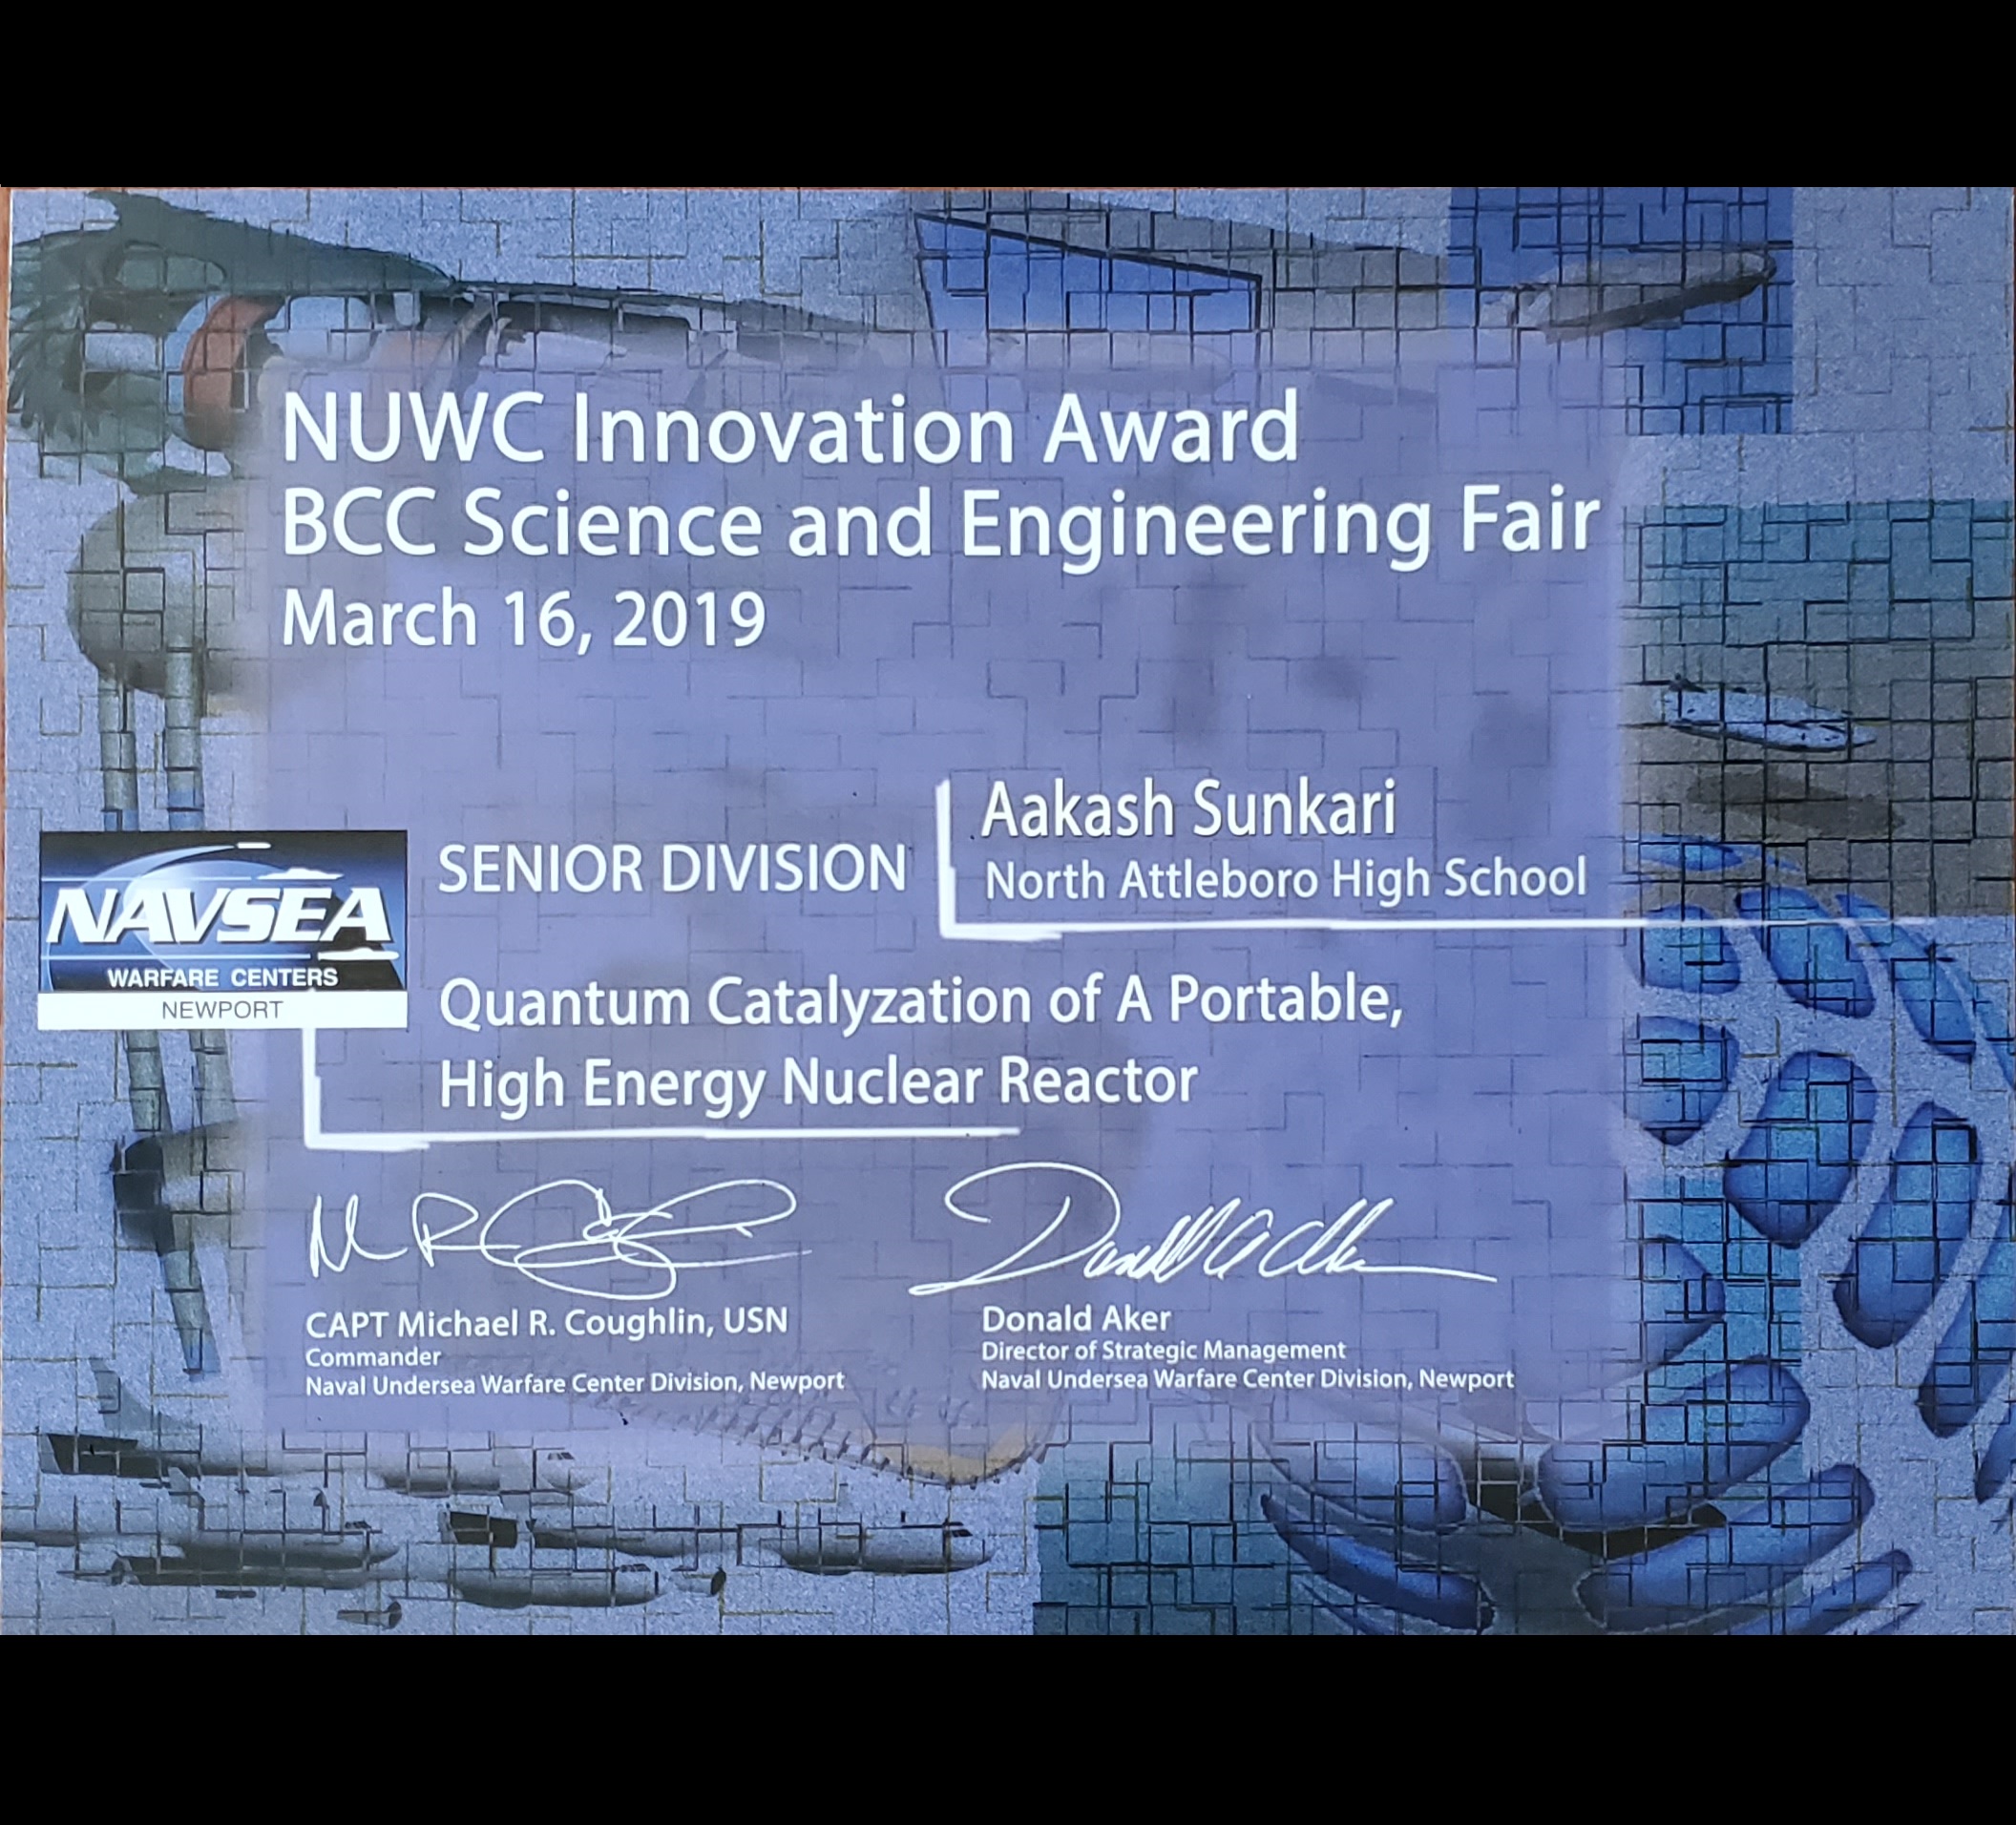 NUWC Innovation Award
BCC Science and Engineering Fair
March 16, 2019
Aakash Sunkari
North Attleboro High School
SENIOR DIVISION
NAVSEA
WARFARE CENTERS
NEWPORT
Quantum Catalyzation of A Portable,
High Energy Nuclear Reactor
CAPT Michael R. Coughlin, USN
Commander
Naval Undersea Warfare Center Division, Newport
Donald Aker
Director of Strategic Management
Naval Undersea Warfare Center Division, Newport